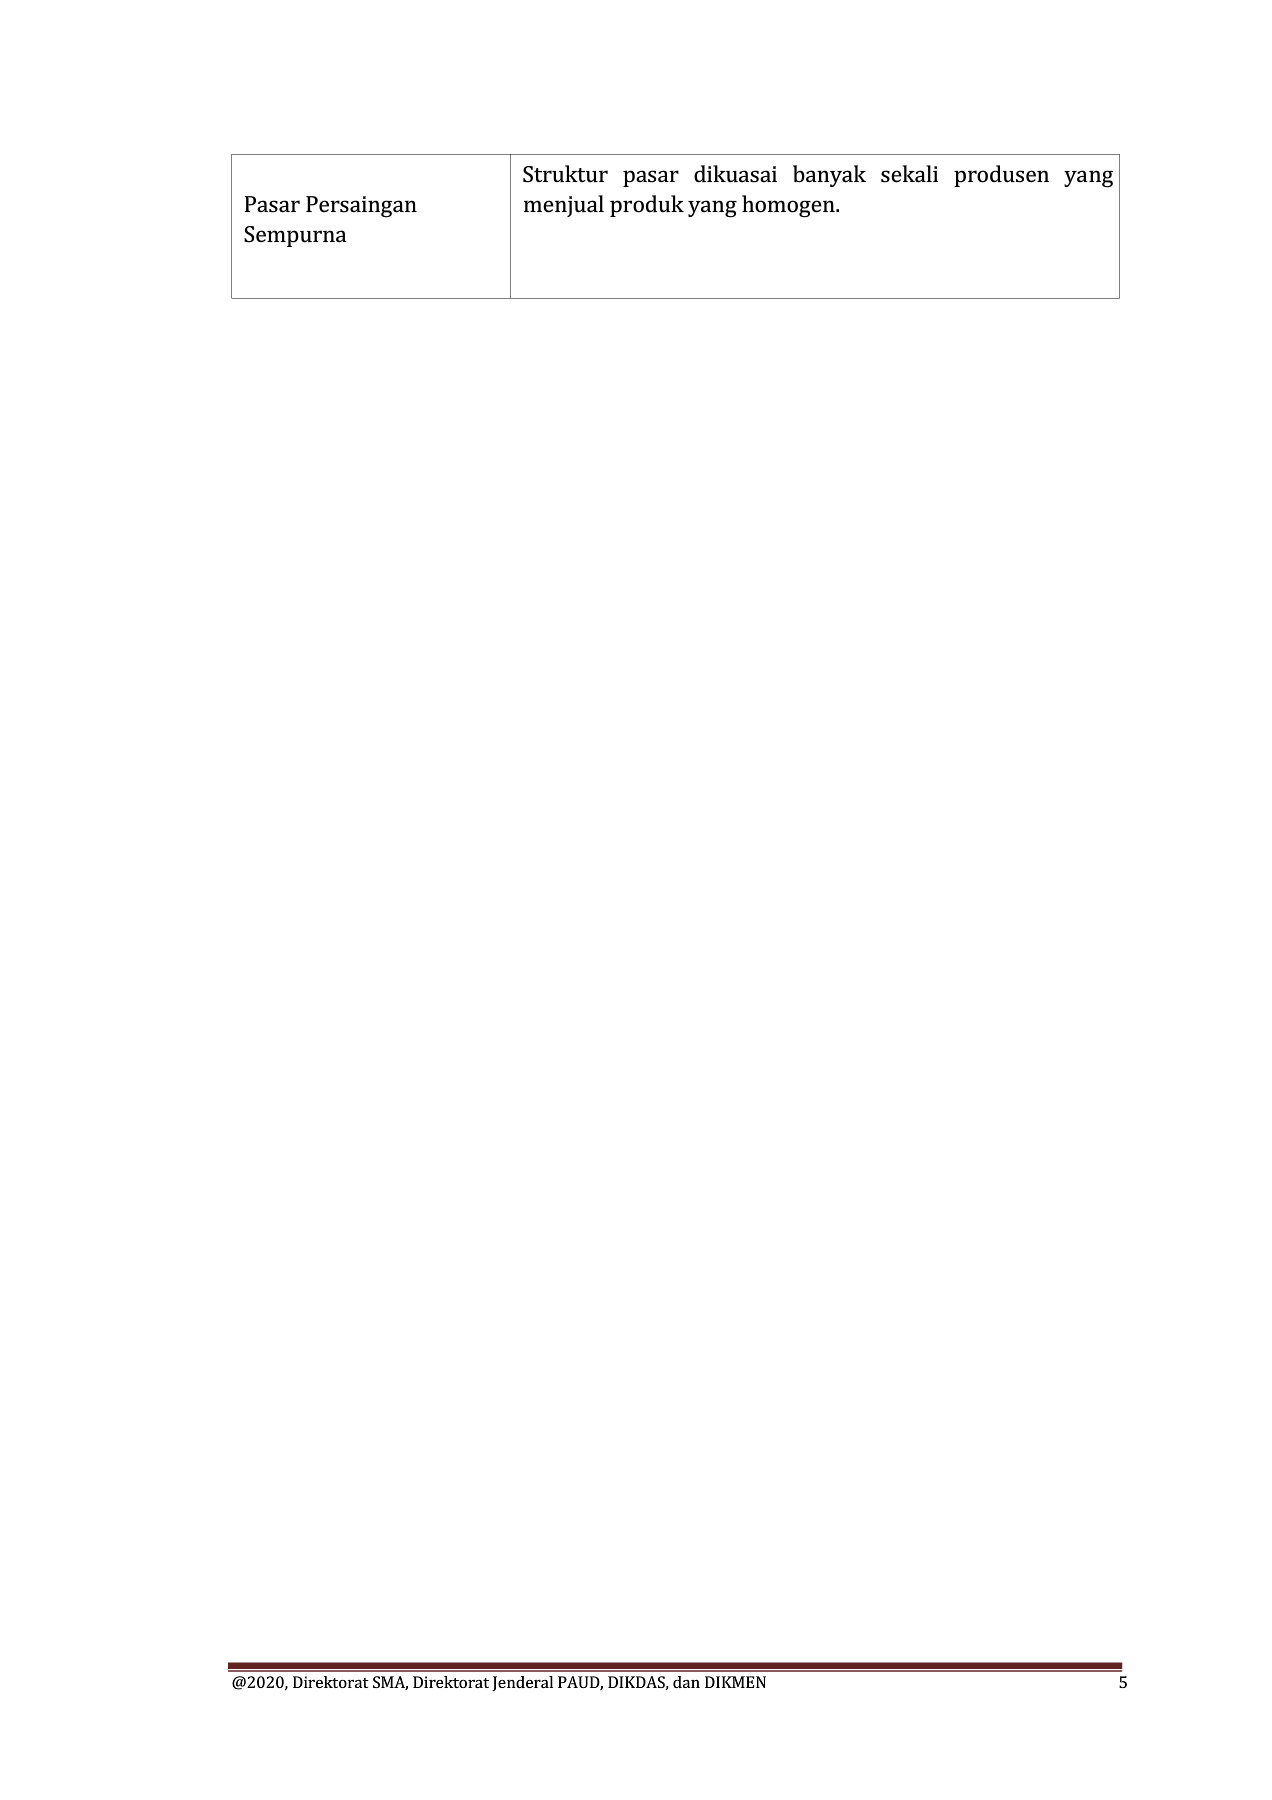 Struktur pasar dikuasai banyak sekali produsen yang
Pasar Persaingan
menjual produk yang homogen.
Sempurna
@2020, Direktorat SMA, Direktorat Jenderal PAUD, DIKDAS, dan DIKMEN 5